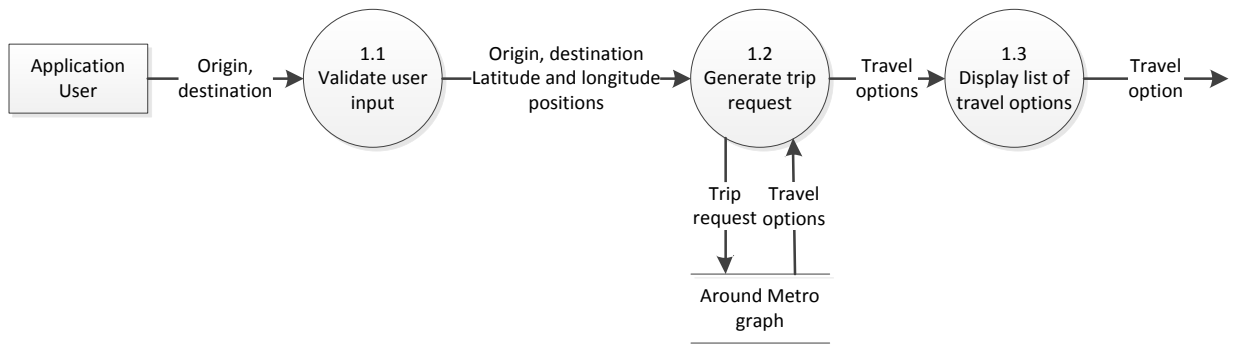 Application
User
Origin,
destination
1.1
Validate user
input
Origin, destination
Latitude and longitude
positions
1.2
Generate trip
request
Travel
options
1.3
Display list of
travel options
Travel
option
Trip
request
Travel
options
Around Metro
graph